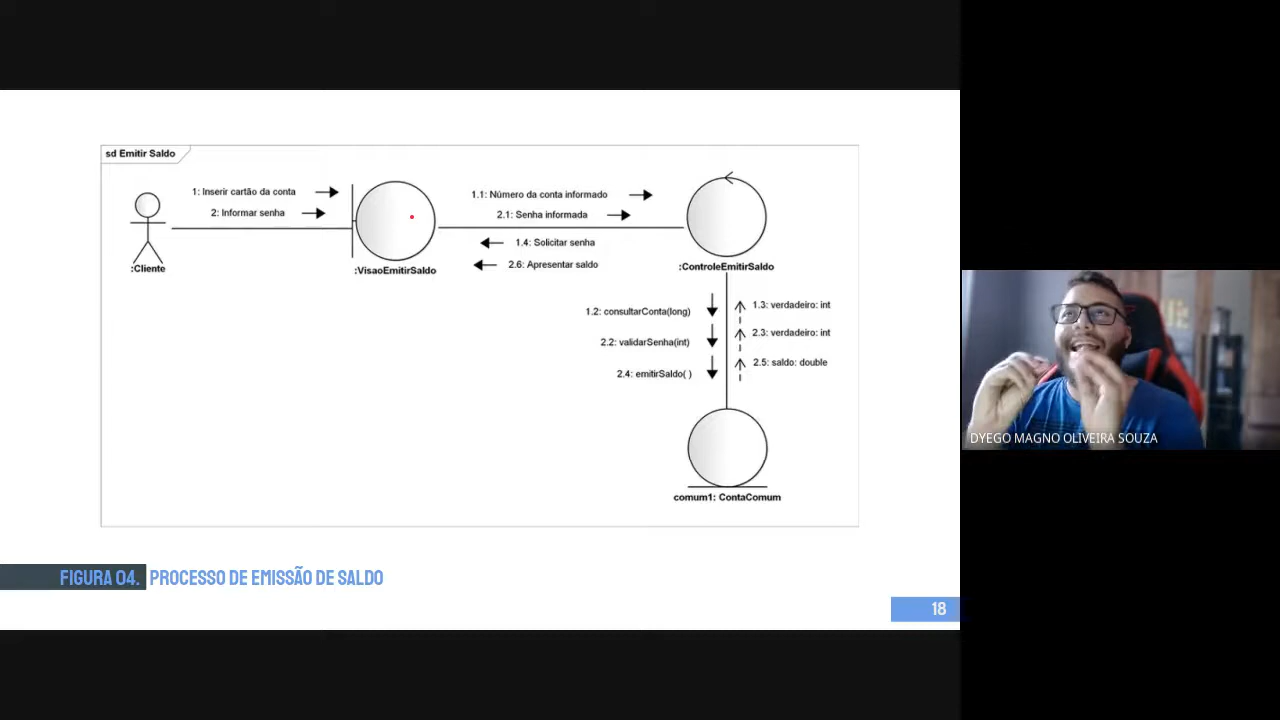 sd Emitir Saldo
1: Inserir cartão da conta
2: Informar senha
1.1: Número da conta informado
2.1: Senha informada
1.4: Solicitar senha
2.6: Apresentar saldo
:Cliente
:VisaoEmitirSaldo
:ControleEmitirSaldo
1.2: consultarConta(long)
1.3: verdadeiro: int
2.2: validarSenha(int)
2.3: verdadeiro: int
2.4: emitirSaldo( )
2.5: saldo: double
comum1: ContaComum
FIGURA 04. PROCESSO DE EMISSÃO DE SALDO
18
DYEGO MAGNO OLIVEIRA SOUZA